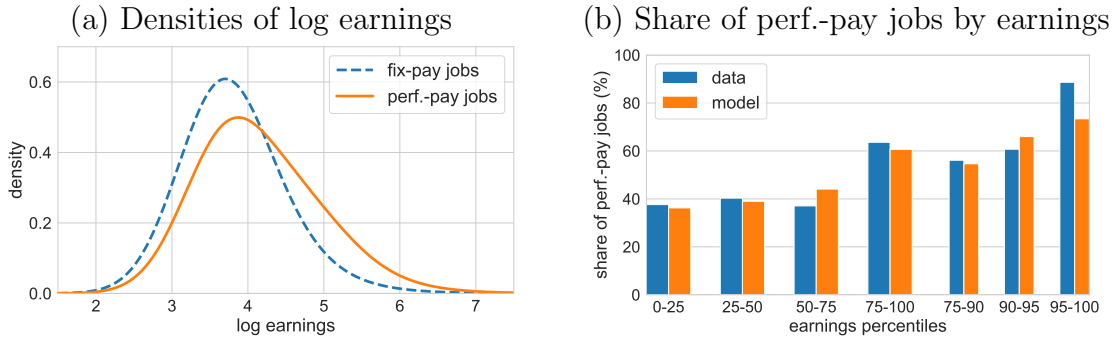 (a) Densities of log earnings
fix-pay jobs
perf.-pay jobs
density
0.6
0.4
0.2
0.0
2 3 4 5 6 7
log earnings
(b) Share of perf.-pay jobs by earnings
data
model
share of perf.-pay jobs (%)
100
80
60
40
20
0
0-25 25-50 50-75 75-100 75-90 90-95 95-100
earnings percentiles